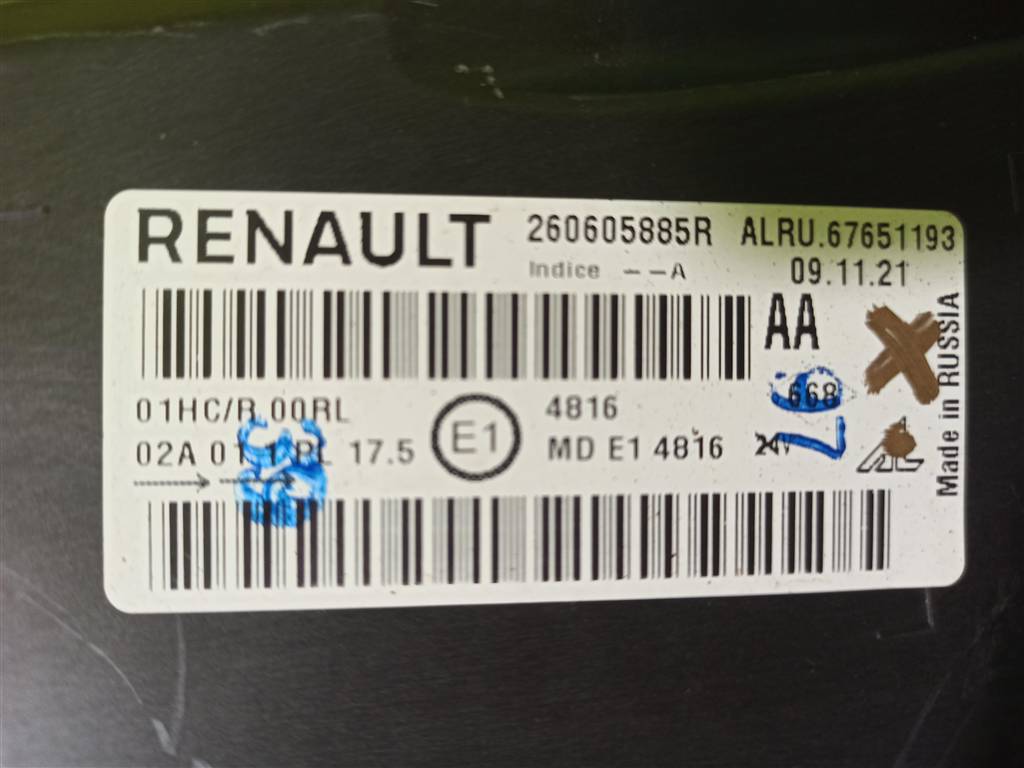 RENAULT 260605885R ALRU.67651193
Indice --A 09.11.21
AA
668
01HC/R 00RL 4816
02A 01 1 PL 17.5 E1 MD E1 4816
Made in RUSSIA